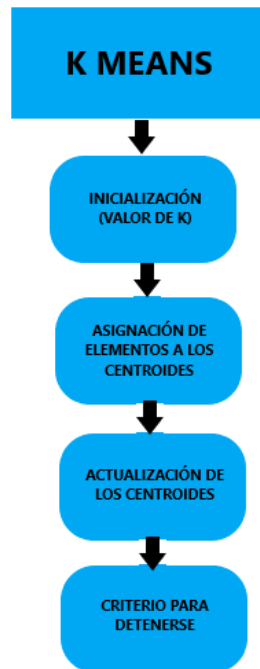 K MEANS
INICIALIZACIÓN
(VALOR DE K)
ASIGNACIÓN DE
ELEMENTOS A LOS
CENTROIDES
ACTUALIZACIÓN DE
LOS CENTROIDES
CRITERIO PARA
DETENERSE